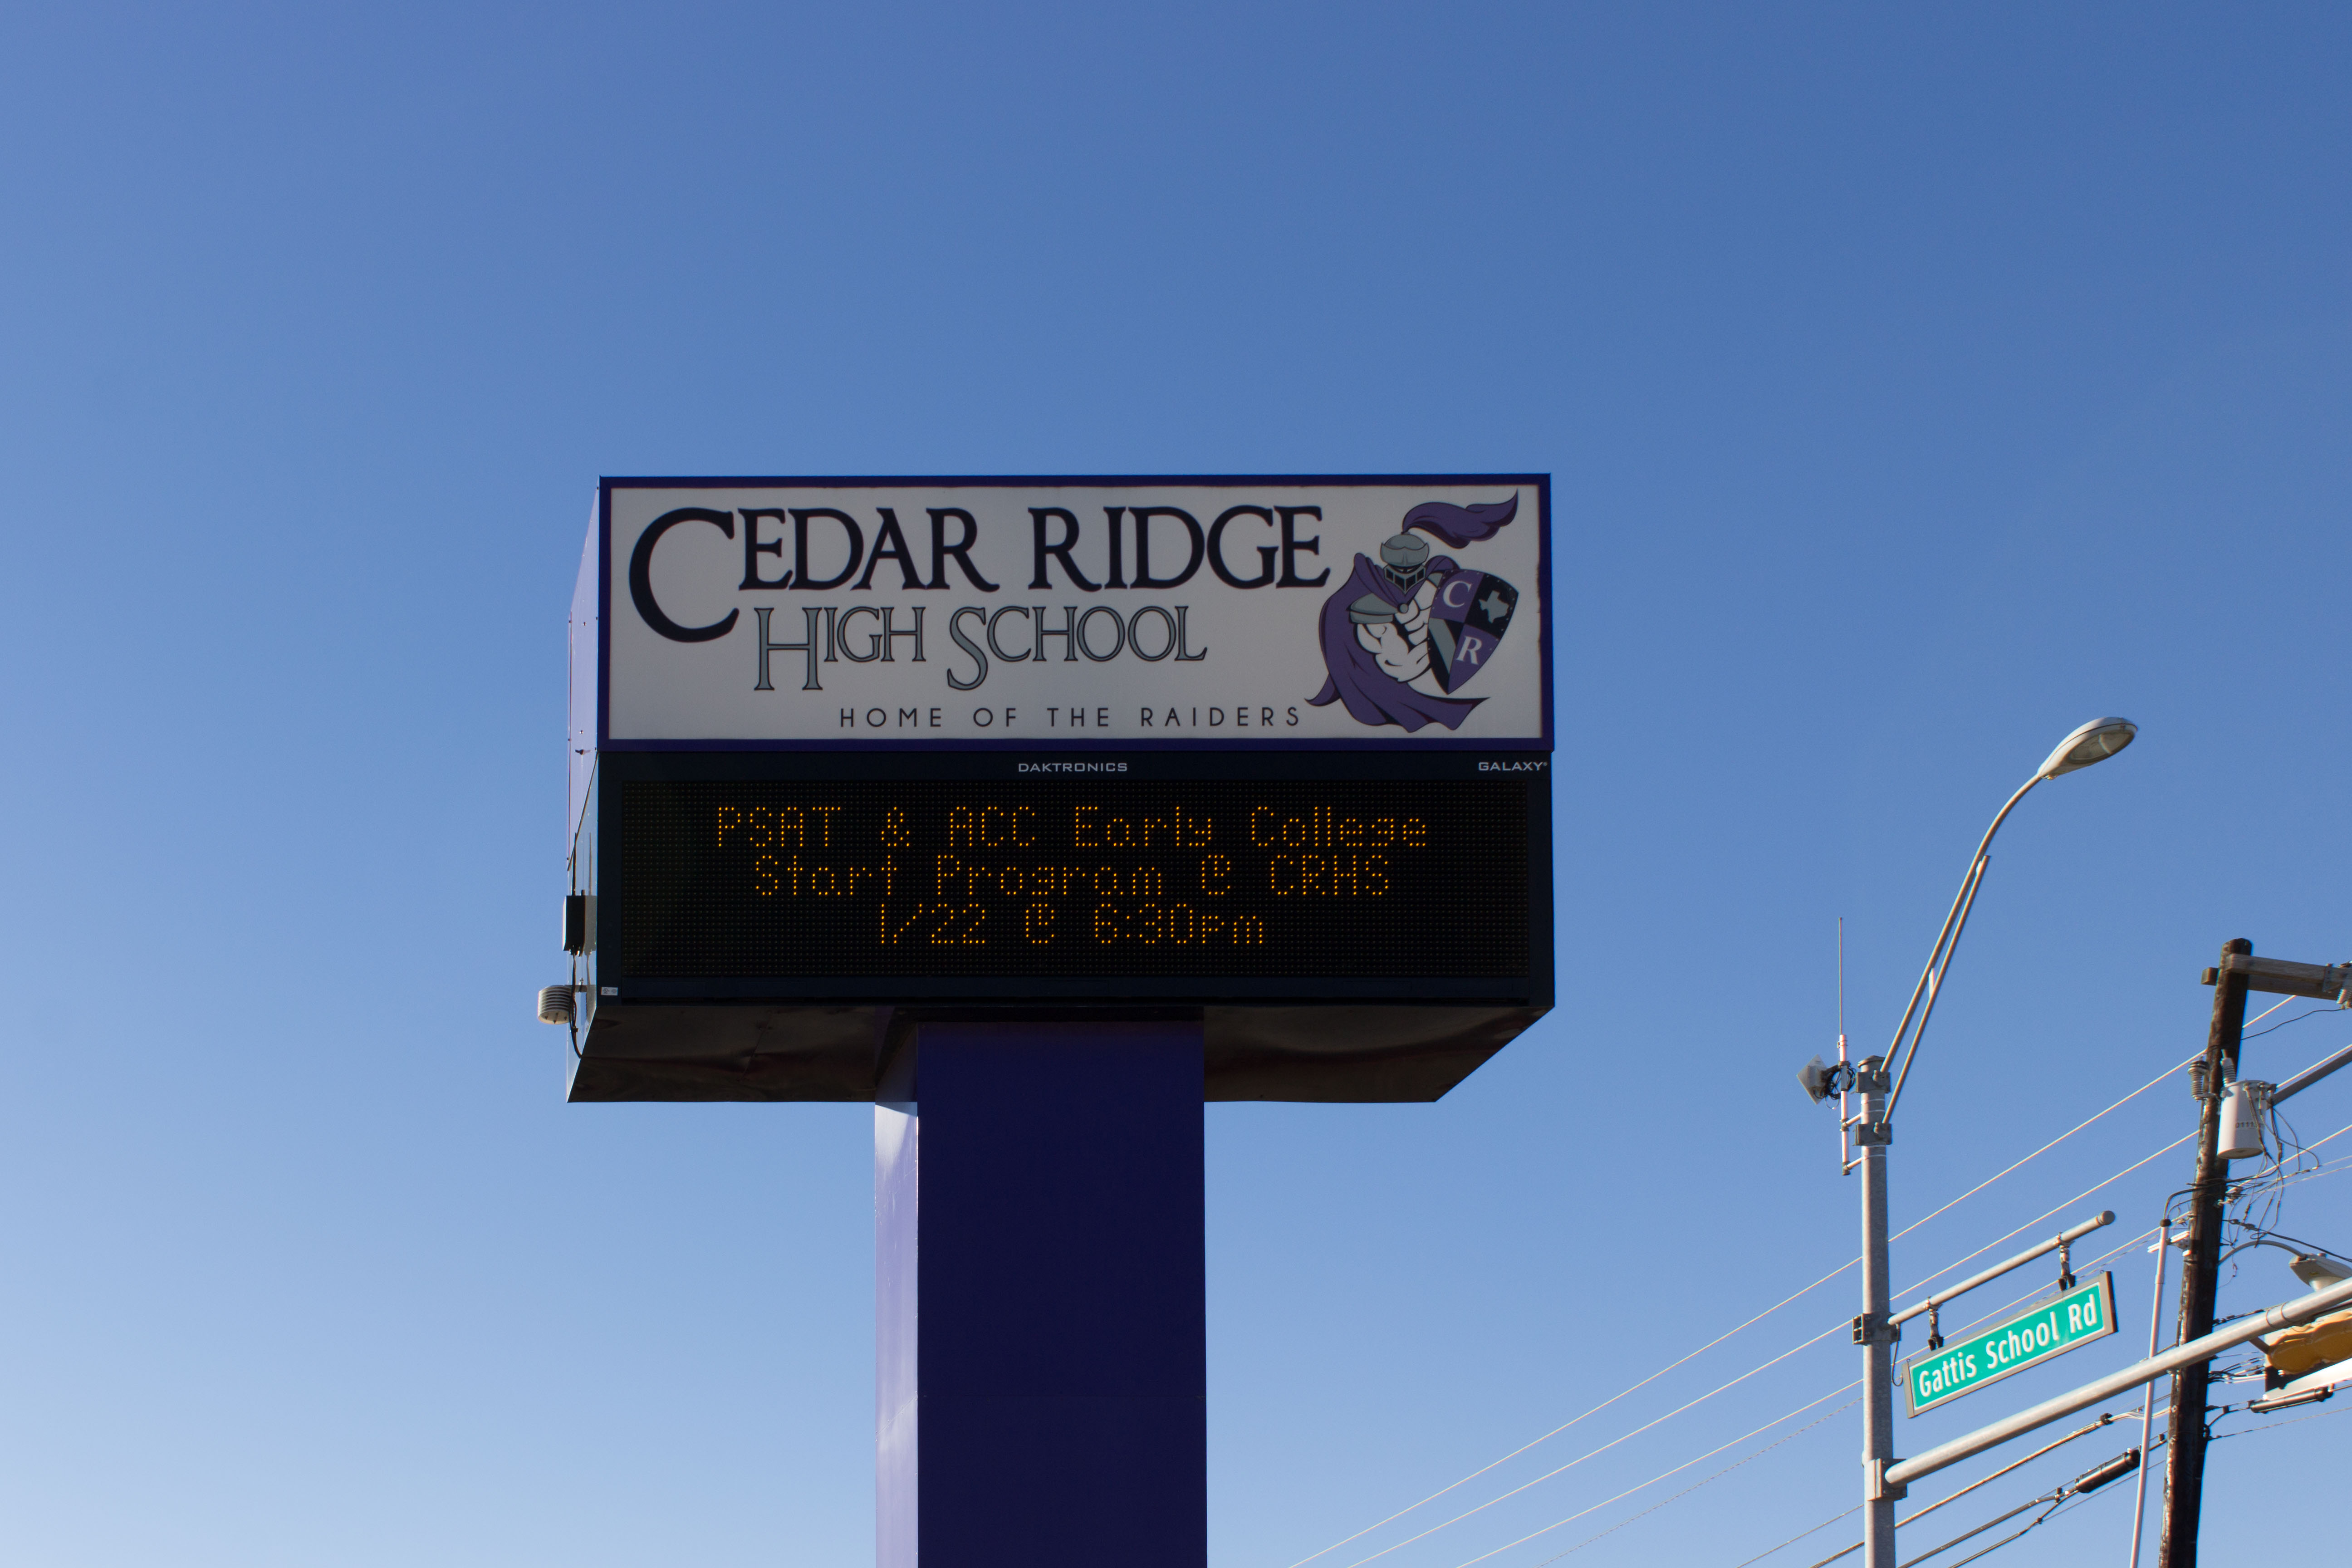 CEDAR RIDGE
HIGH SCHOOL
HOME OF THE RAIDERS
C
R
DAKTRONICS
GALAXY®
PSAT & ACC Early College
Start Program @ CRHS
1/22 @ 6:30pm
Gattis School Rd